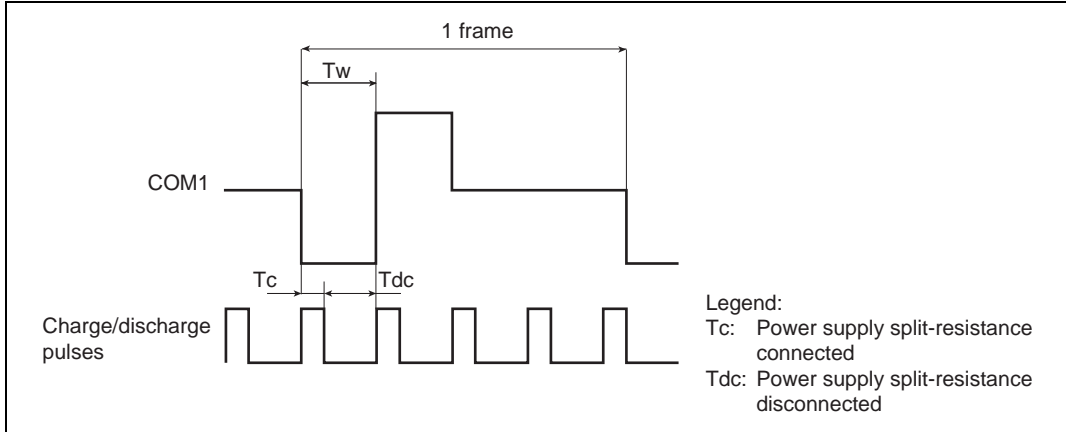 1 frame
Tw
COM1
Tc
Tdc
Charge/discharge
pulses
Legend:
Tc: Power supply split-resistance
connected
Tdc: Power supply split-resistance
disconnected